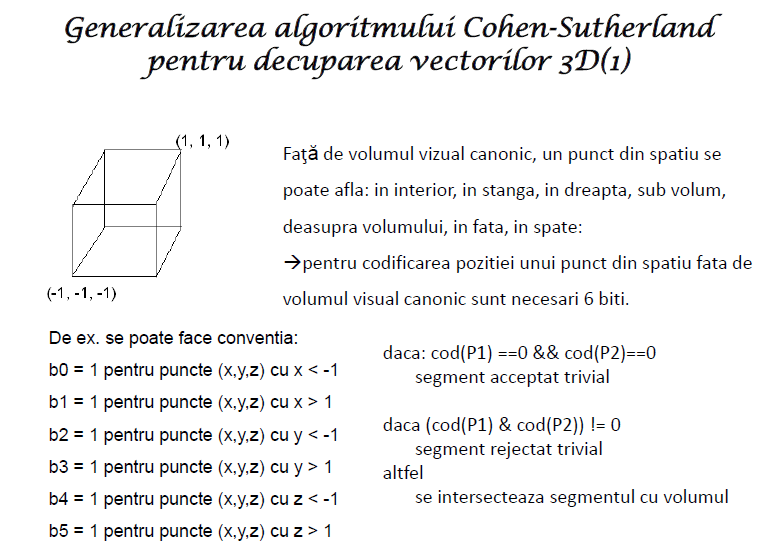 Generalizarea algoritmului Cohen-Sutherland
pentru decuparea vectorilor 3D(1)
(1, 1, 1)
(-1, -1, -1)
Faţă de volumul vizual canonic, un punct din spatiu se
poate afla: in interior, in stanga, in dreapta, sub volum,
deasupra volumului, in fata, in spate:
→pentru codificarea pozitiei unui punct din spatiu fata de
volumul visual canonic sunt necesari 6 biti.
De ex. se poate face conventia:
b0 = 1 pentru puncte (x,y,z) cu x < -1
b1 = 1 pentru puncte (x,y,z) cu x > 1
b2 = 1 pentru puncte (x,y,z) cu y < -1
b3 = 1 pentru puncte (x,y,z) cu y > 1
b4 = 1 pentru puncte (x,y,z) cu z < -1
b5 = 1 pentru puncte (x,y,z) cu z > 1
daca: cod(P1) ==0 && cod(P2)==0
segment acceptat trivial
daca (cod(P1) & cod(P2)) != 0
segment rejectat trivial
altfel
se intersecteaza segmentul cu volumul